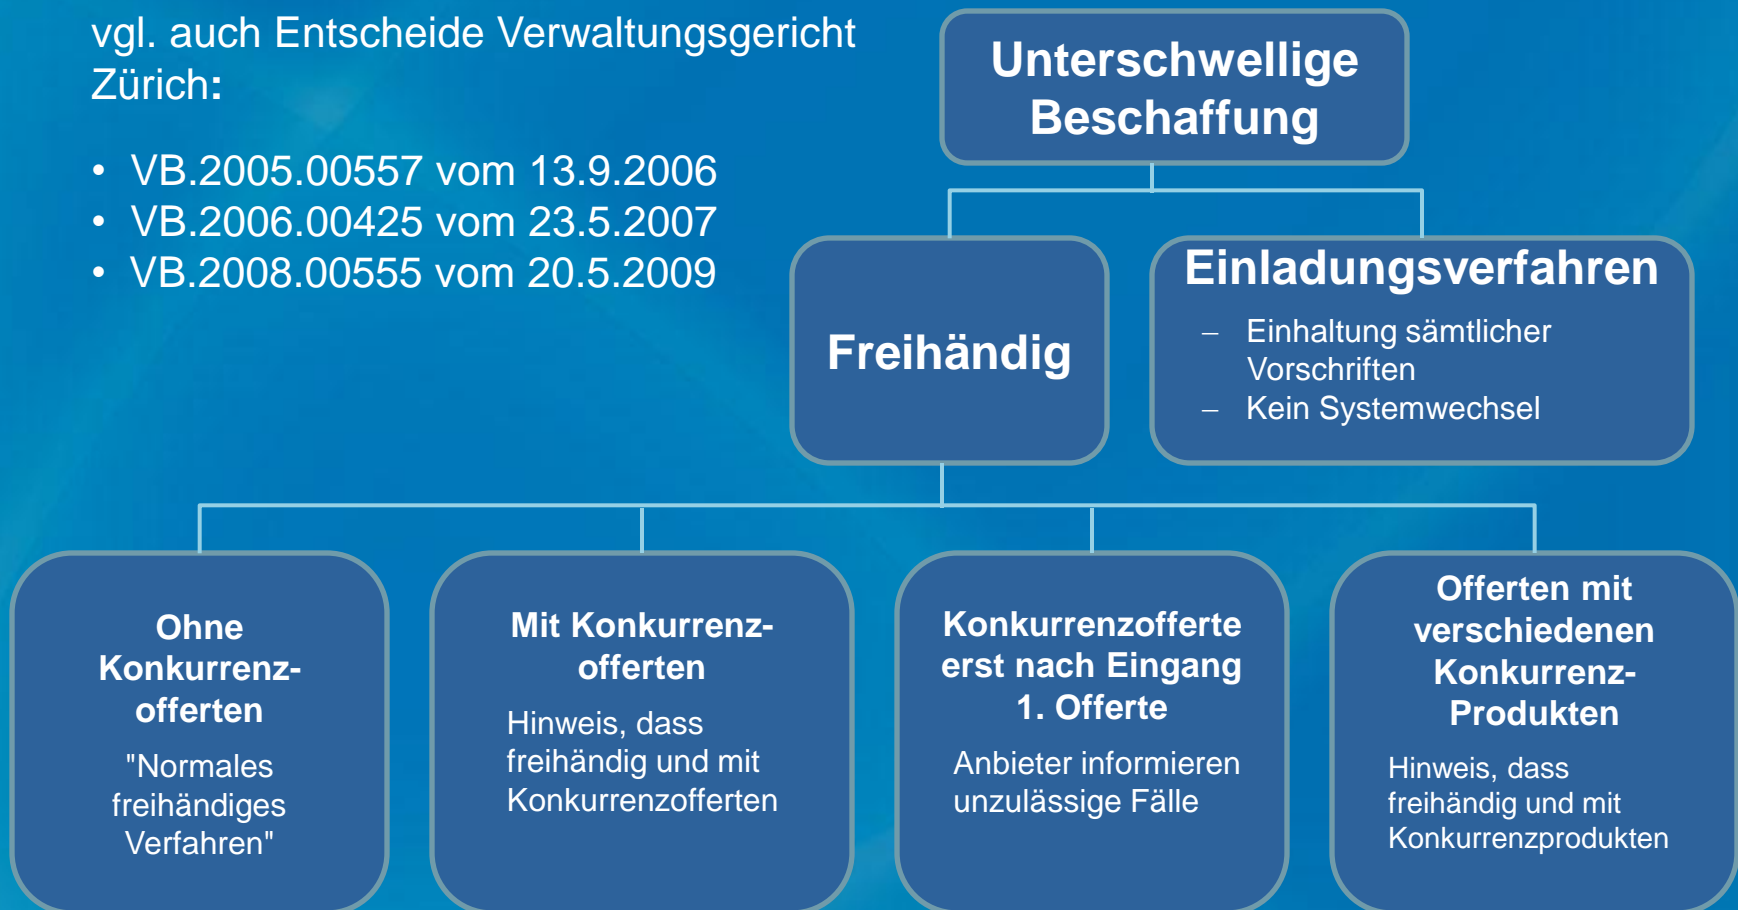 vgl. auch Entscheide Verwaltungsgericht
Zürich:
• VB.2005.00557 vom 13.9.2006
• VB.2006.00425 vom 23.5.2007
• VB.2008.00555 vom 20.5.2009
Unterschwellige
Beschaffung
Freihändig
Einladungsverfahren
– Einhaltung sämtlicher
Vorschriften
– Kein Systemwechsel
Ohne
Konkurrenz-
offerten
"Normales
freihändiges
Verfahren"
Mit Konkurrenz-
offerten
Hinweis, dass
freihändig und mit
Konkurrenzofferten
Konkurrenzofferte
erst nach Eingang
1. Offerte
Anbieter informieren
unzulässige Fälle
Offerten mit
verschiedenen
Konkurrenz-
Produkten
Hinweis, dass
freihändig und mit
Konkurrenzprodukten